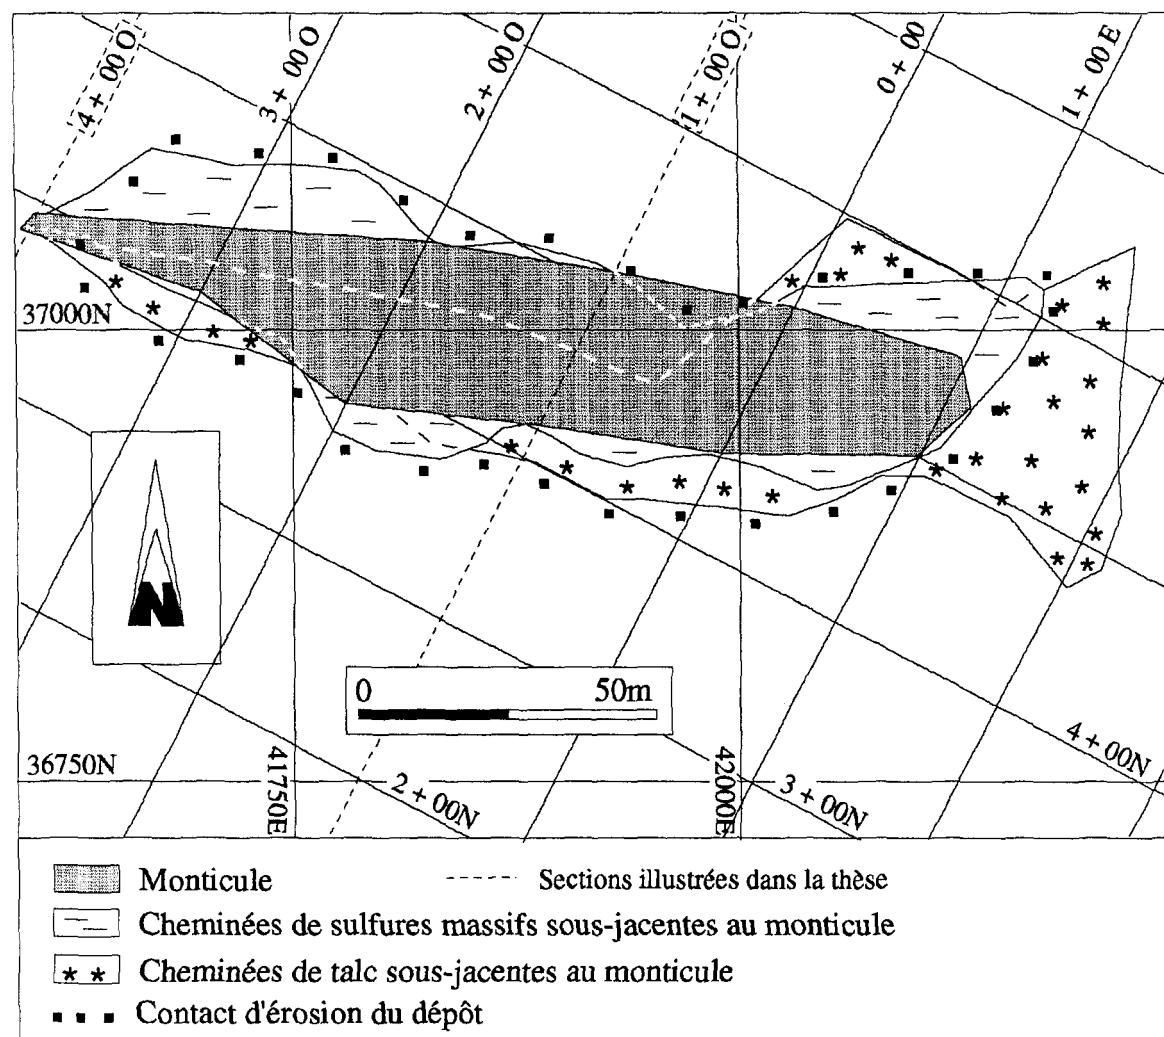 4 + 00 O
3 + 00 O
2 + 00 O
1 + 00 O
0 + 00
1 + 00 E
37000N
N
0 50m
36750N
41750E
42000E
2 + 00N
3 + 00N
4 + 00N
Monticule
Sections illustrées dans la thèse
Cheminées de sulfures massifs sous-jacentes au monticule
Cheminées de talc sous-jacentes au monticule
Contact d'érosion du dépôt